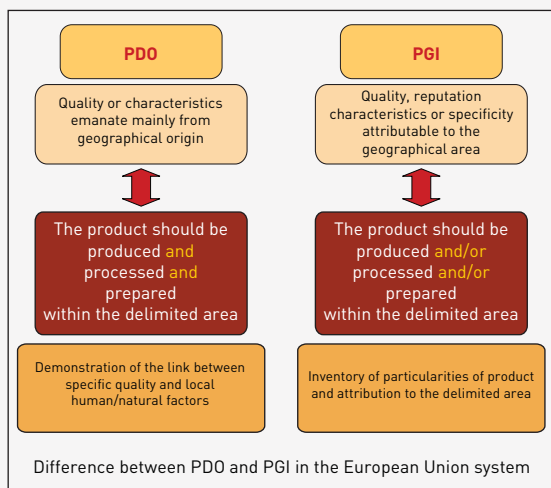 PDO
Quality or characteristics
emanate mainly from
geographical origin
The product should be
produced and
processed and
prepared
within the delimited area
Demonstration of the link between
specific quality and local
human/natural factors
PGI
Quality, reputation
characteristics or specificity
attributable to the
geographical area
The product should be
produced and/or
processed and/or
prepared
within the delimited area
Inventory of particularities of product
and attribution to the delimited area
Difference between PDO and PGI in the European Union system